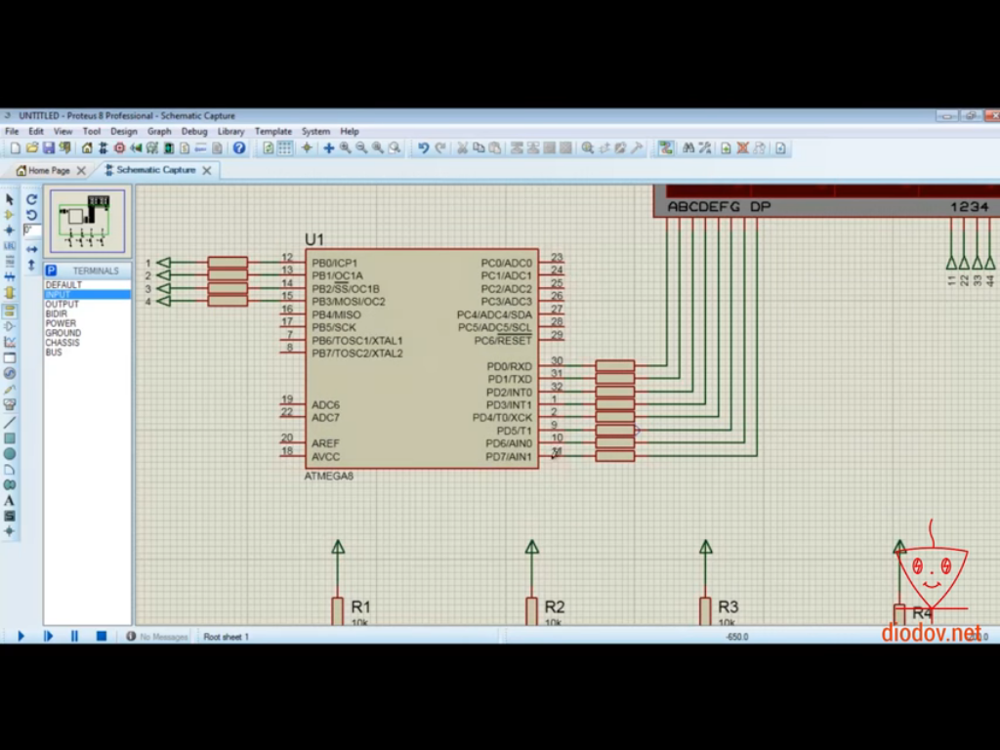 UNTITLED - Proteus 8 Professional - Schematic Capture
File Edit View Tool Design Graph Debug Library Template System Help
Home Page Schematic Capture
0°
P TERMINALS
DEFAULT
INPUT
OUTPUT
BIDIR
POWER
GROUND
CHASSIS
BUS
LBL
A
ABCDEFG DP 1234
11
22
33
44
U1
1
2
3
4
12 PB0/ICP1
13 PB1/OC1A
14 PB2/SS/OC1B
15 PB3/MOSI/OC2
16 PB4/MISO
17 PB5/SCK
7 PB6/TOSC1/XTAL1
8 PB7/TOSC2/XTAL2
19 ADC6
22 ADC7
20 AREF
18 AVCC
PC0/ADC0 23
PC1/ADC1 24
PC2/ADC2 25
PC3/ADC3 26
PC4/ADC4/SDA 27
PC5/ADC5/SCL 28
PC6/RESET 29
PD0/RXD 30
PD1/TXD 31
PD2/INT0 32
PD3/INT1 1
PD4/T0/XCK 2
PD5/T1 9
PD6/AIN0 10
PD7/AIN1
ATMEGA8
R1
10k
R2
10k
R3
10k
R4
diodov.net
No Messages Root sheet 1 -650.0